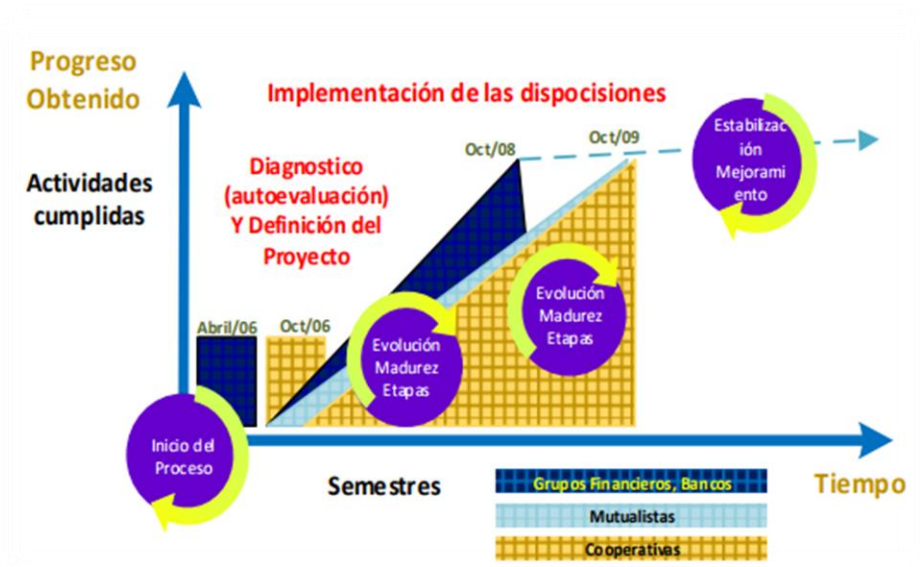 Progreso
Obtenido
Implementación de las dispocisiones
Actividades
cumplidas
Diagnostico
(autoevaluación)
Y Definición del
Proyecto
Oct/08
Oct/09
Estabilizac
ión
Mejorami
ento
Abril/06
Oct/06
Evolución
Madurez
Etapas
Evolución
Madurez
Etapas
Inicio del
Proceso
Semestres
Tiempo
Grupos Financieros, Bancos
Mutualistas
Cooperativas